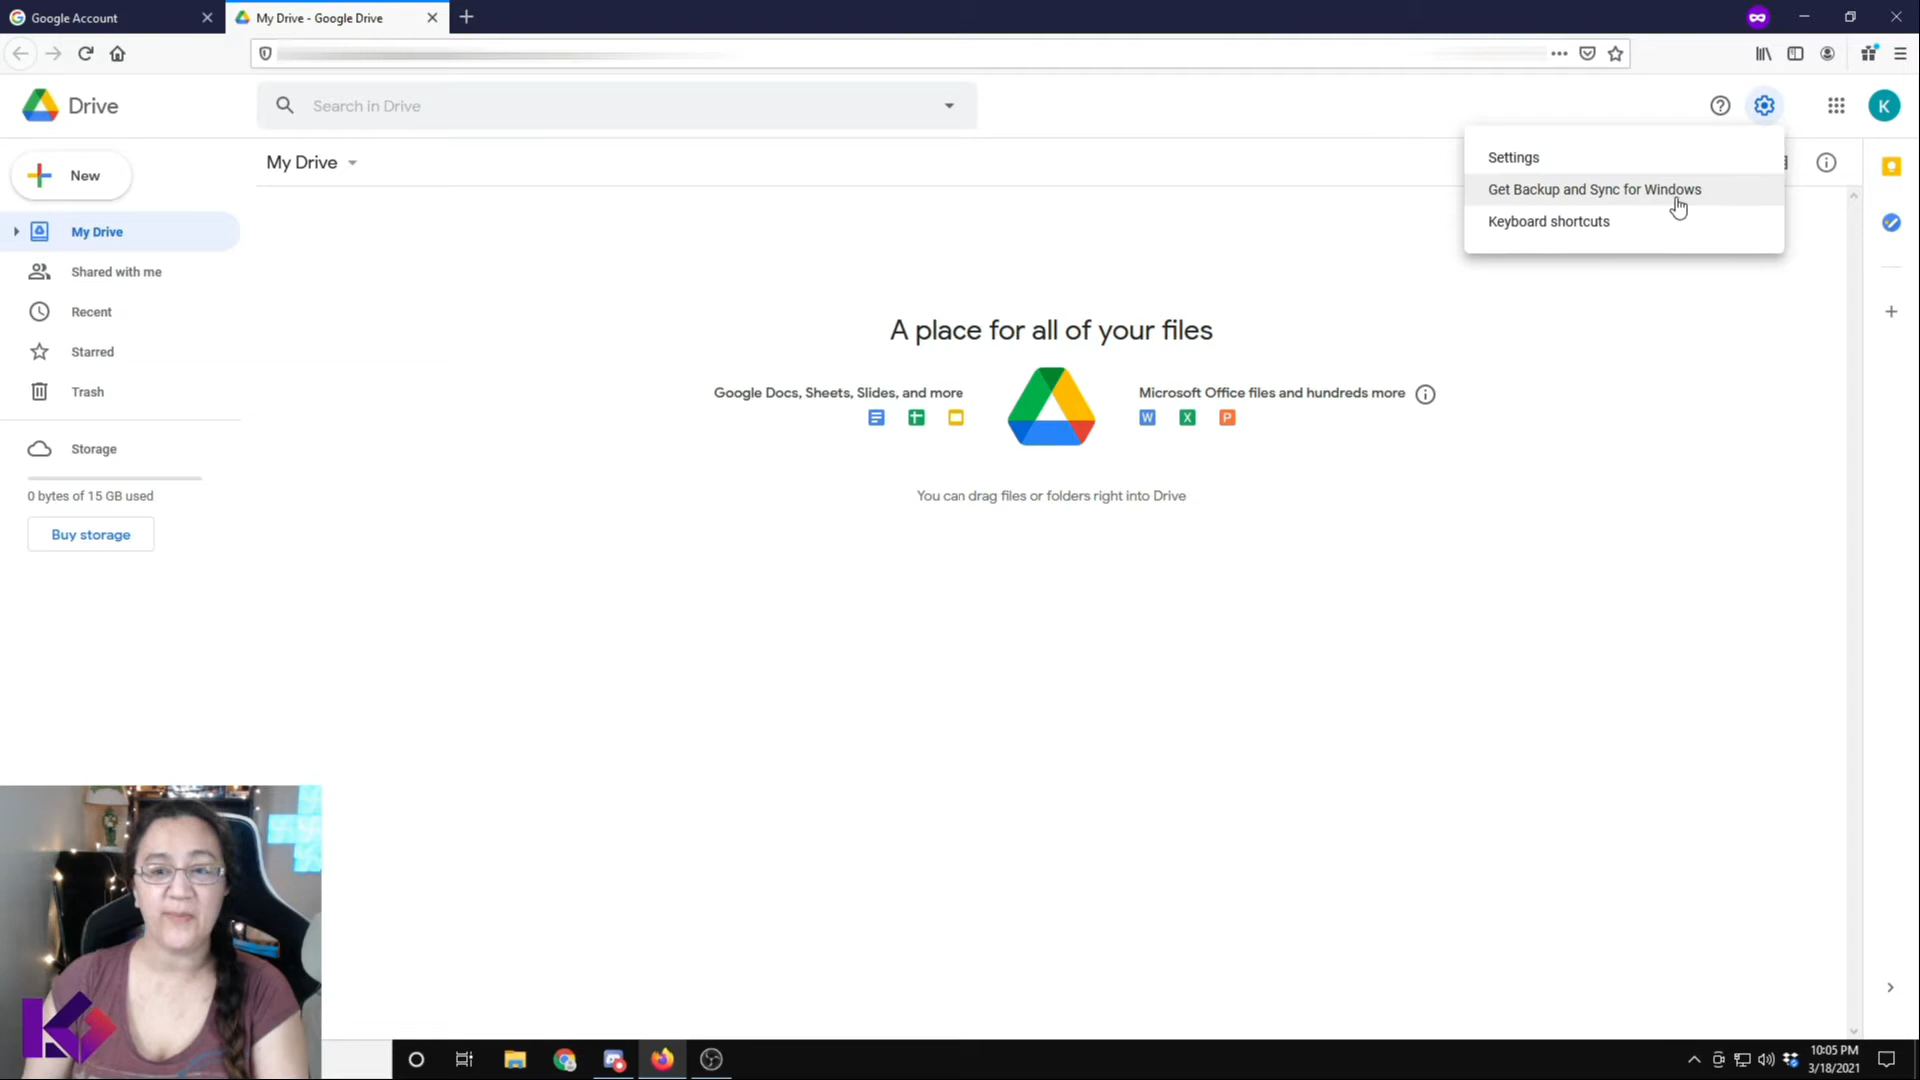 Google Account
My Drive - Google Drive
Drive
Search in Drive
K
New
My Drive
Settings
Get Backup and Sync for Windows
Keyboard shortcuts
My Drive
Shared with me
Recent
Starred
Trash
Storage
0 bytes of 15 GB used
Buy storage
A place for all of your files
Google Docs, Sheets, Slides, and more
Microsoft Office files and hundreds more
W X P
You can drag files or folders right into Drive
K
10:05 PM
3/18/2021